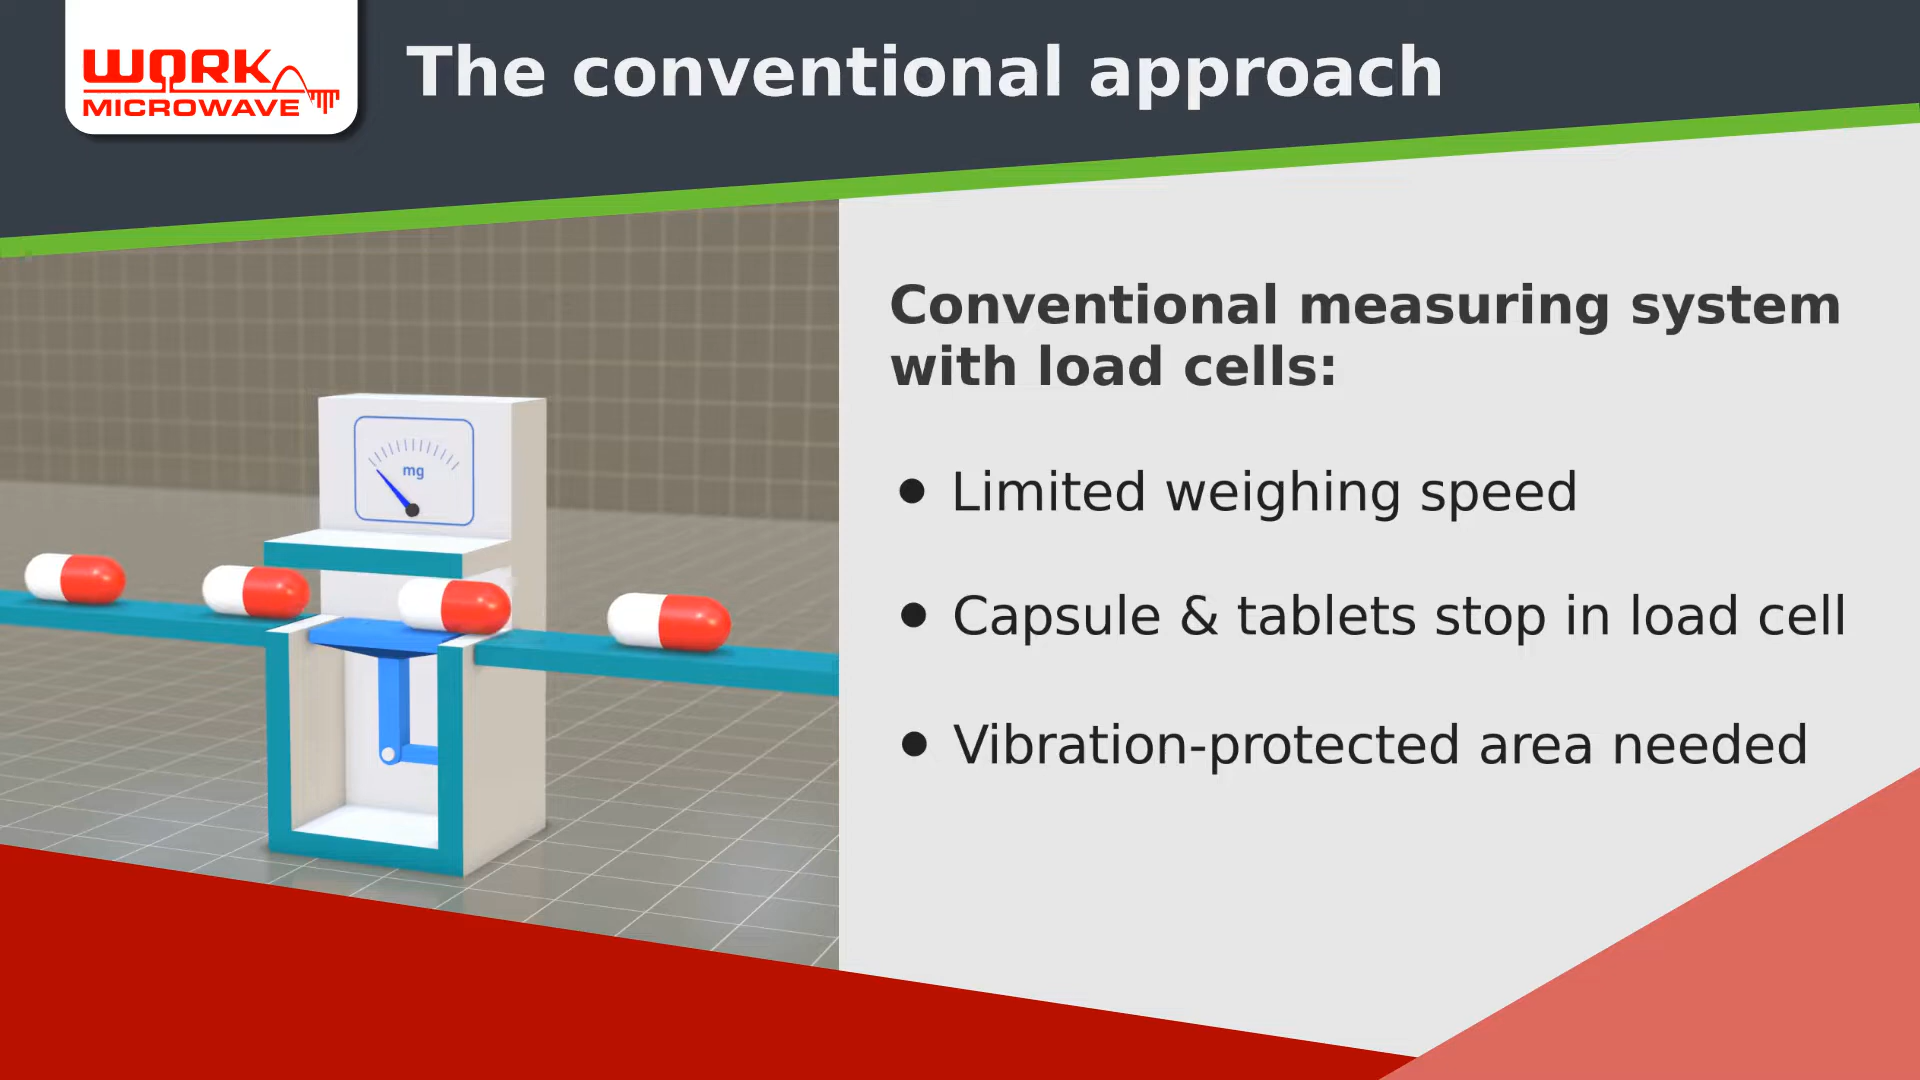 WORK
MICROWAVE
The conventional approach
mg
Conventional measuring system
with load cells:
• Limited weighing speed
• Capsule & tablets stop in load cell
• Vibration-protected area needed